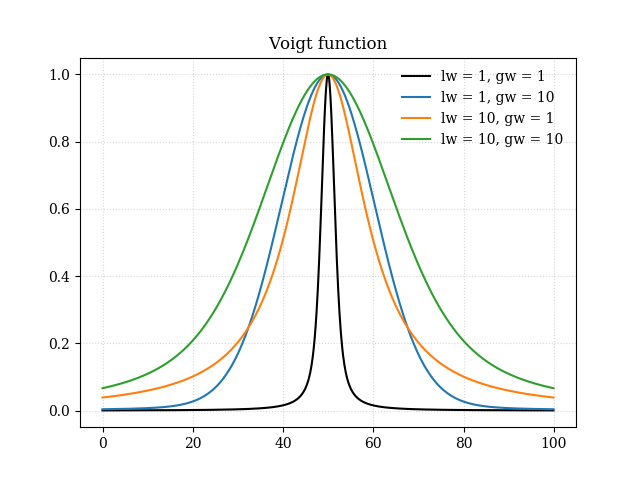 Voigt function
lw = 1, gw = 1
lw = 1, gw = 10
lw = 10, gw = 1
lw = 10, gw = 10
1.0
0.8
0.6
0.4
0.2
0.0
0 20 40 60 80 100